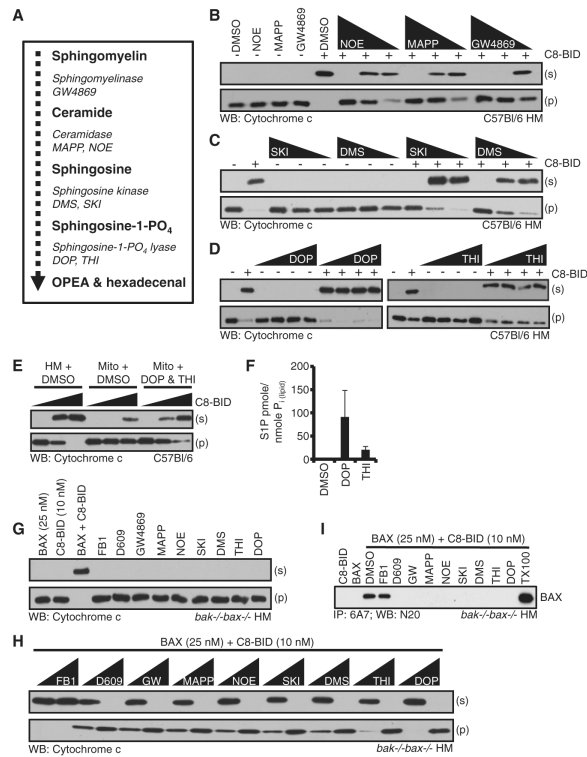 A
Sphingomyelin
Sphingomyelinase
GW4869
Ceramide
Ceramidase
MAPP, NOE
Sphingosine
Sphingosine kinase
DMS, SKI
Sphingosine-1-PO4
Sphingosine-1-PO4 lyase
DOP, THI
OPEA & hexadecenal
B
DMSO NOE MAPP GW4869 DMSO NOE MAPP GW4869
- - - - + + + + + + + + + + C8-BID
(s)
(p)
WB: Cytochrome c C57Bl/6 HM
C
SKI DMS SKI DMS
- + - - - - - - + + + + + + C8-BID
(s)
(p)
WB: Cytochrome c C57Bl/6 HM
D
DOP DOP THI THI
- + - - - - + + + + - + - - - - + + + + C8-BID
(s)
(p)
WB: Cytochrome c C57Bl/6 HM
E
HM + DMSO
Mito + DMSO
Mito + DOP & THI
C8-BID
(s)
(p)
WB: Cytochrome c C57Bl/6
F
S1P pmole/
nmole Pi (lipid)
200
150
100
50
0
DMSO DOP THI
G
BAX (25 nM) C8-BID (10 nM) BAX + C8-BID FB1 D609 GW4869 MAPP NOE SKI DMS THI DOP
(s)
(p)
WB: Cytochrome c bak-/-bax-/- HM
I
BAX (25 nM) + C8-BID (10 nM)
C8-BID BAX DMSO FB1 D609 GW MAPP NOE SKI DMS THI DOP TX100
BAX
IP: 6A7; WB: N20 bak-/-bax-/- HM
H
BAX (25 nM) + C8-BID (10 nM)
FB1 D609 GW MAPP NOE SKI DMS THI DOP
(s)
(p)
WB: Cytochrome c bak-/-bax-/- HM